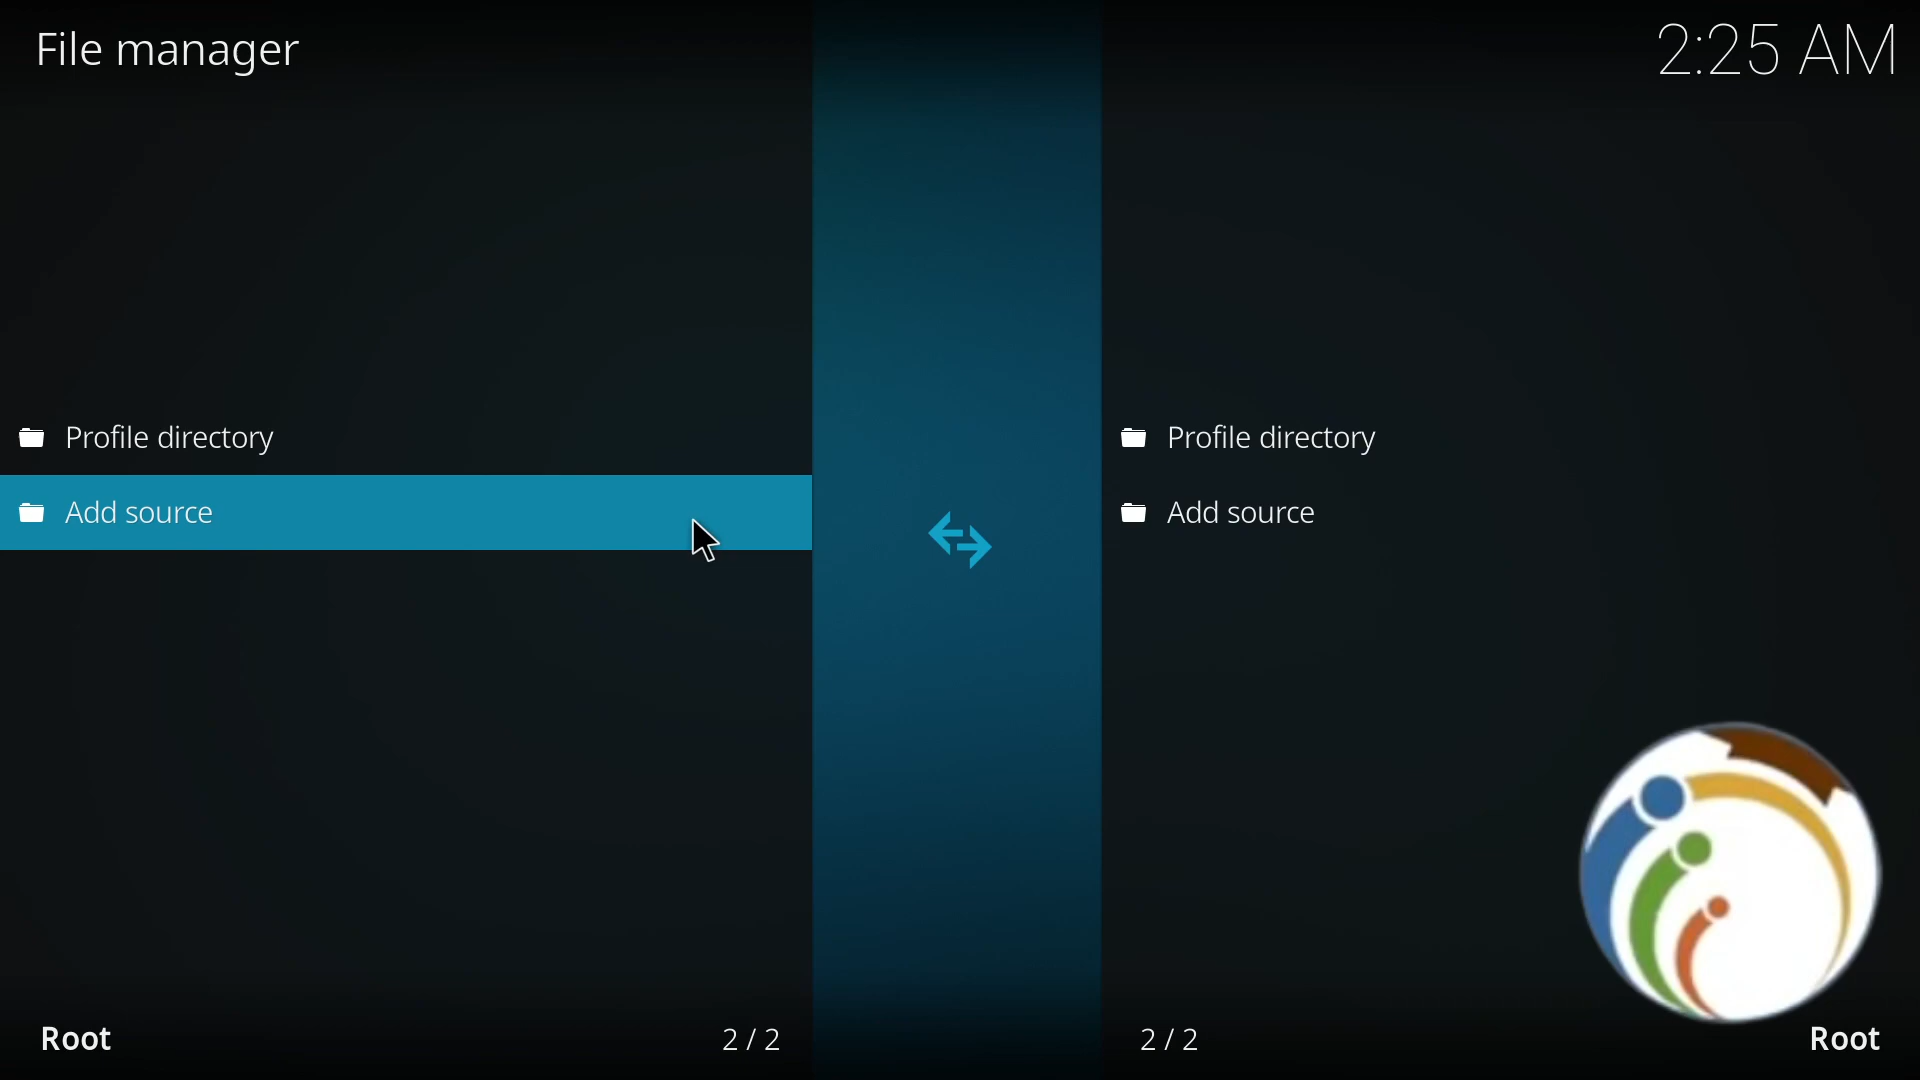 File manager
2:25 AM
Profile directory
Add source
Profile directory
Add source
Root
2 / 2
2 / 2
Root